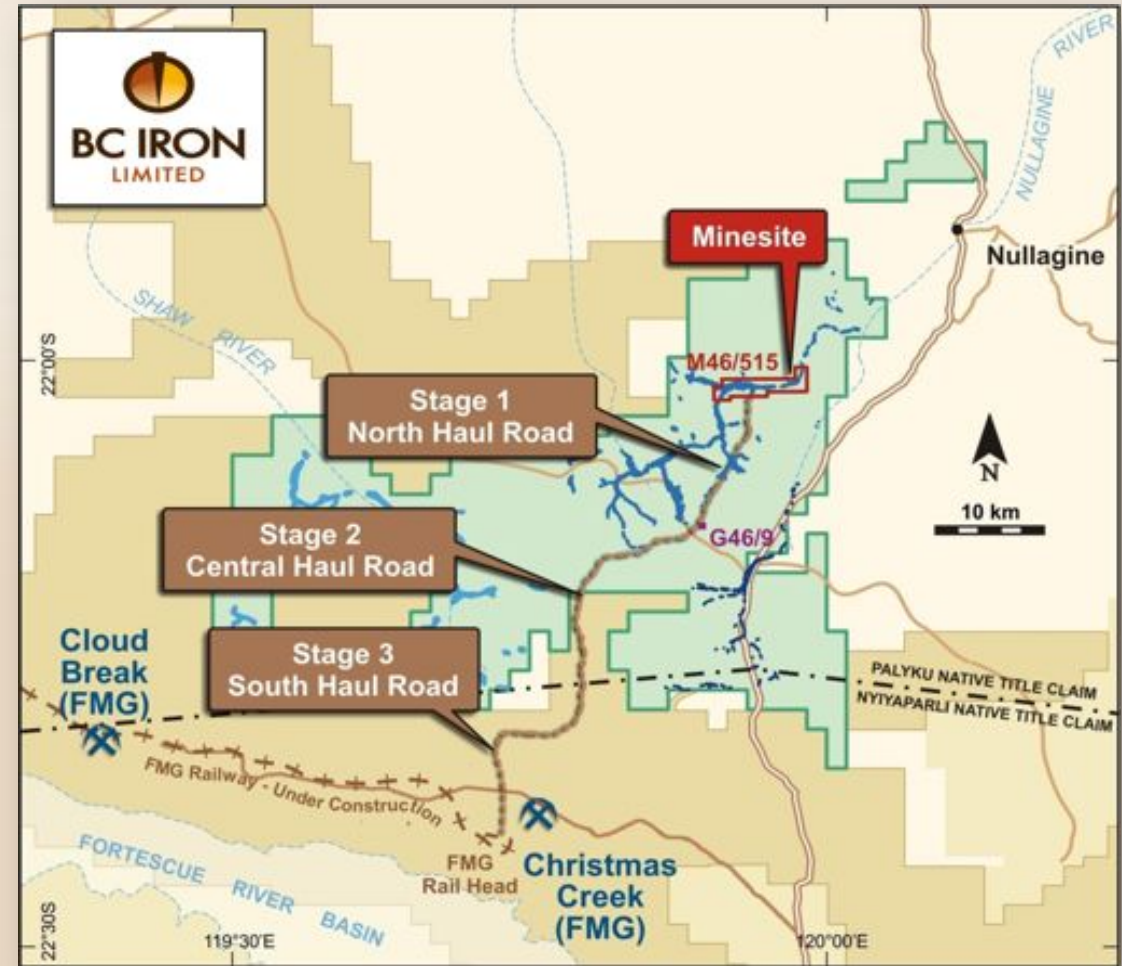 BC IRON
LIMITED
NULLAGINE RIVER
Nullagine
Minesite
SHAW RIVER
22°00'S
M46/515
Stage 1
North Haul Road
N
10 km
G46/9
Stage 2
Central Haul Road
Cloud
Break
(FMG)
Stage 3
South Haul Road
PALYKU NATIVE TITLE CLAIM
NYIYAPARLI NATIVE TITLE CLAIM
FMG Railway - Under Construction
FMG
Rail Head
Christmas
Creek
(FMG)
FORTESCUE RIVER BASIN
22°30S
119°30'E
120°00'E